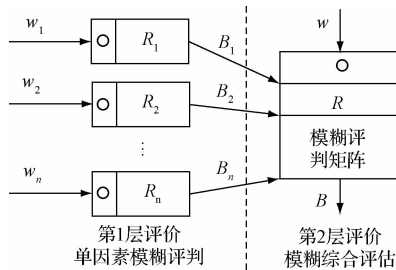 w1
R1
B1
w
w2
R2
B2
R
模糊评
判矩阵
⋮
wn
Rn
Bn
B
第1层评价
单因素模糊评判
第2层评价
模糊综合评估